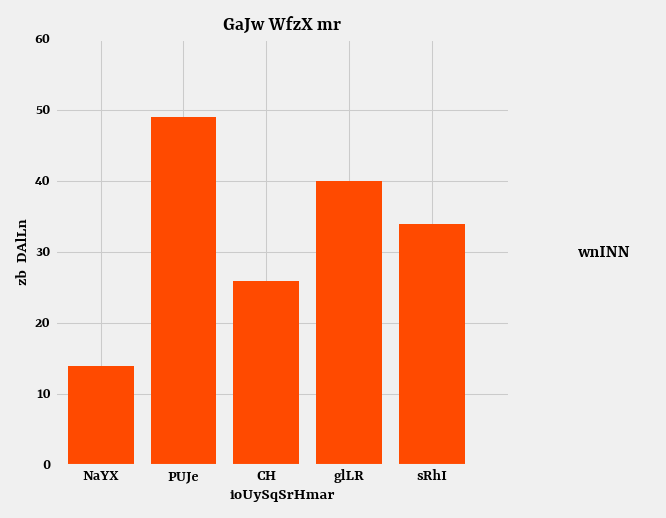 GaJw WfzX mr
60
50
40
30
20
10
0
zb DAlLn
NaYX PUJe CH glLR sRhI
ioUySqSrHmar
wnINN